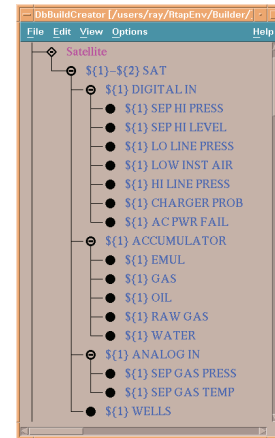 DbBuildCreator [/users/ray/RtapEnv/Builder/
File Edit View Options Help
Satellite
${1}-${2} SAT
${1} DIGITAL IN
${1} SEP HI PRESS
${1} SEP HI LEVEL
${1} LO LINE PRESS
${1} LOW INST AIR
${1} HI LINE PRESS
${1} CHARGER PROB
${1} AC PWR FAIL
${1} ACCUMULATOR
${1} EMUL
${1} GAS
${1} OIL
${1} RAW GAS
${1} WATER
${1} ANALOG IN
${1} SEP GAS PRESS
${1} SEP GAS TEMP
${1} WELLS